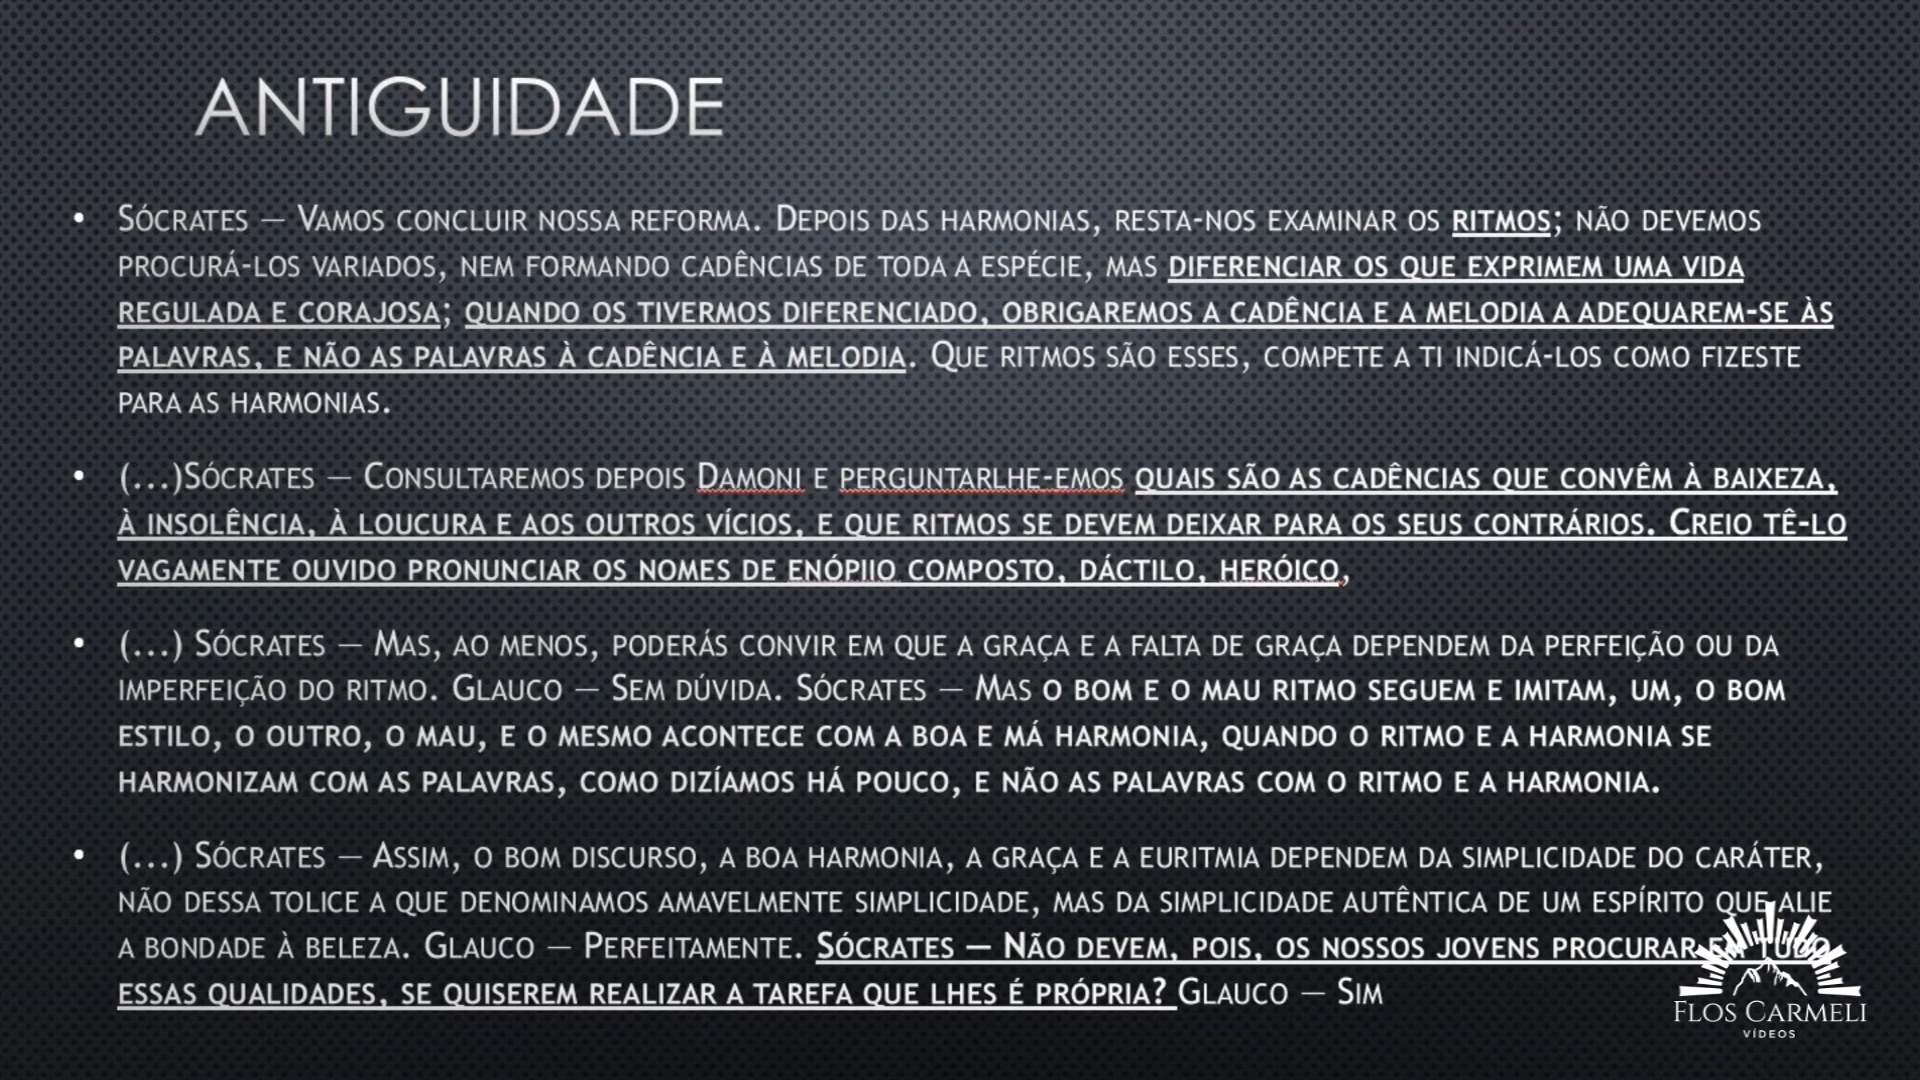 ANTIGUIDADE
• Sócrates — Vamos concluir nossa reforma. Depois das harmonias, resta-nos examinar os ritmos; não devemos
procurá-los variados, nem formando cadências de toda a espécie, mas diferenciar os que exprimem uma vida
regulada e corajosa; quando os tivermos diferenciado, obrigaremos a cadência e a melodia a adequarem-se às
palavras, e não as palavras à cadência e à melodia. Que ritmos são esses, compete a ti indicá-los como fizeste
para as harmonias.
• (...)Sócrates — Consultaremos depois Damoni e perguntarlhe-emos quais são as cadências que convêm à baixeza,
à insolência, à loucura e aos outros vícios, e que ritmos se devem deixar para os seus contrários. Creio tê-lo
vagamente ouvido pronunciar os nomes de enópiio composto, dáctilo, heróico,
• (...) Sócrates — Mas, ao menos, poderás convir em que a graça e a falta de graça dependem da perfeição ou da
imperfeição do ritmo. Glauco — Sem dúvida. Sócrates — Mas o bom e o mau ritmo seguem e imitam, um, o bom
estilo, o outro, o mau, e o mesmo acontece com a boa e má harmonia, quando o ritmo e a harmonia se
harmonizam com as palavras, como dizíamos há pouco, e não as palavras com o ritmo e a harmonia.
• (...) Sócrates — Assim, o bom discurso, a boa harmonia, a graça e a euritmia dependem da simplicidade do caráter,
não dessa tolice a que denominamos amavelmente simplicidade, mas da simplicidade autêntica de um espírito que alie
a bondade à beleza. Glauco — Perfeitamente. Sócrates — Não devem, pois, os nossos jovens procurar em tudo
essas qualidades, se quiserem realizar a tarefa que lhes é própria? Glauco — Sim
Flos Carmeli
VÍDEOS